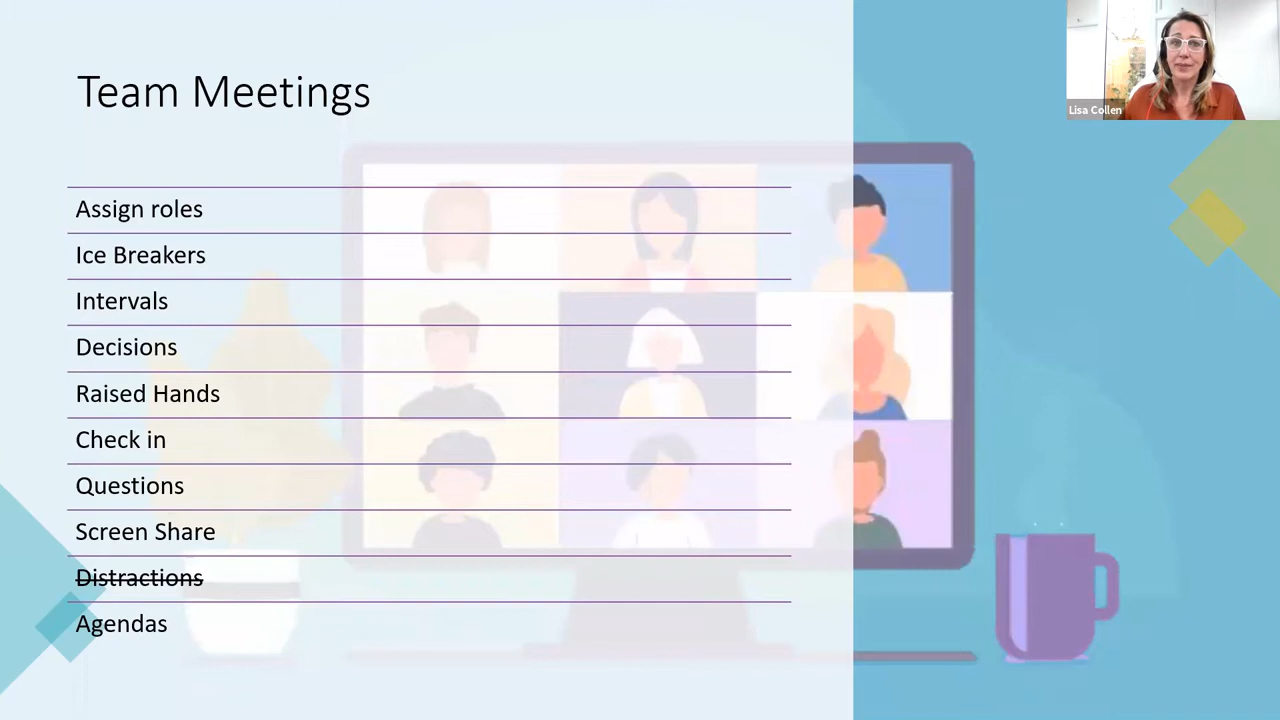 Team Meetings
Assign roles
Ice Breakers
Intervals
Decisions
Raised Hands
Check in
Questions
Screen Share
Distractions
Agendas
Lisa Collen